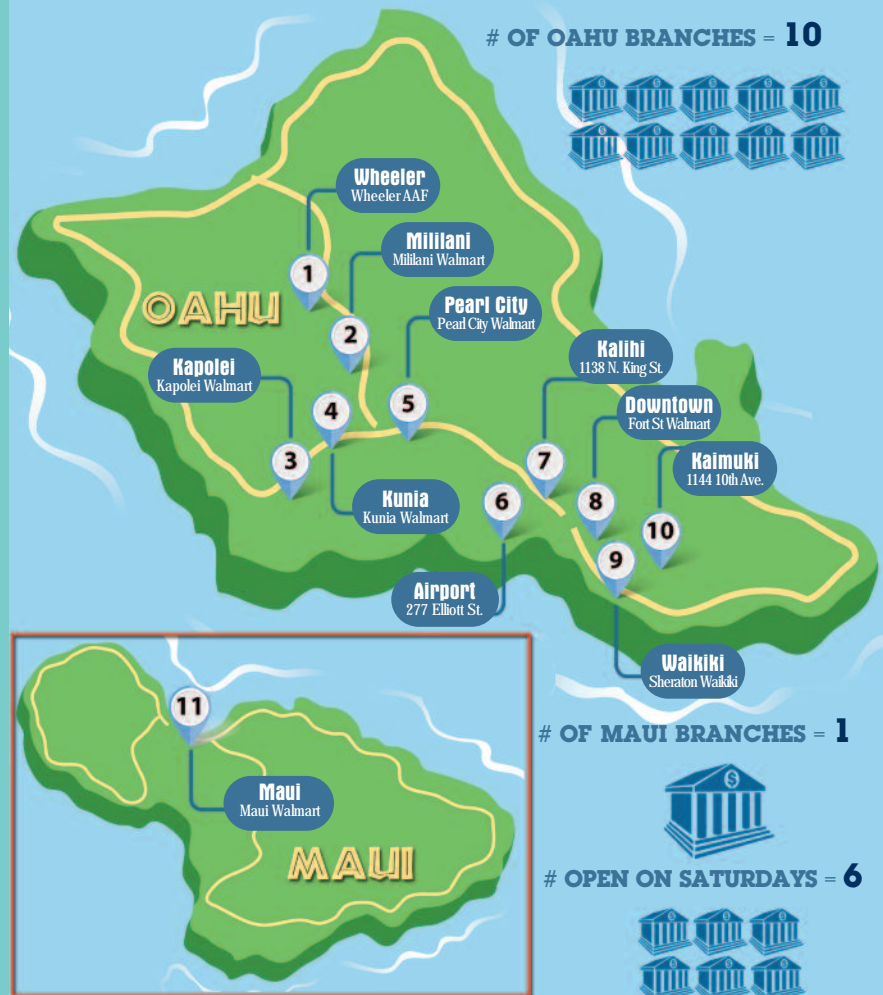 # OF OAHU BRANCHES = 10
Wheeler
Wheeler AAF
Mililani
Mililani Walmart
1
OAHU
Pearl City
Pearl City Walmart
2
Kapolei
Kapolei Walmart
Kalihi
1138 N. King St.
4
5
Downtown
Fort St Walmart
3
7
Kaimuki
1144 10th Ave.
Kunia
Kunia Walmart
6
8
10
9
Airport
277 Elliott St.
Waikiki
Sheraton Waikiki
11
# OF MAUI BRANCHES = 1
Maui
Maui Walmart
$
MAUI
# OPEN ON SATURDAYS = 6